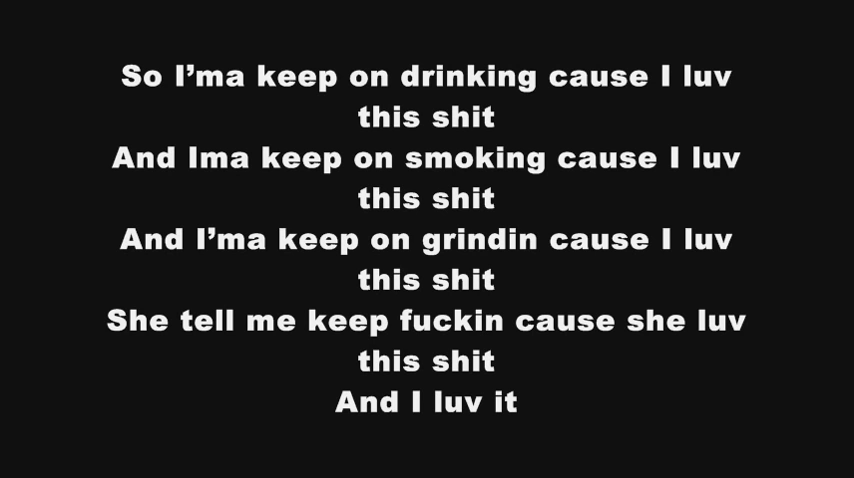 So I’ma keep on drinking cause I luv
this shit
And Ima keep on smoking cause I luv
this shit
And I’ma keep on grindin cause I luv
this shit
She tell me keep fuckin cause she luv
this shit
And I luv it